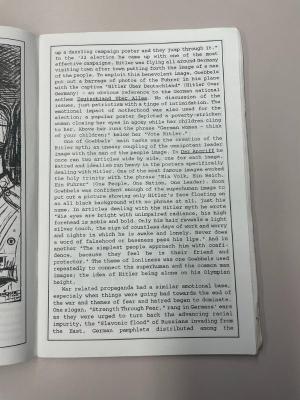 up a dazzling campaign poster and they jump through it."
In the '32 election he came up with one of the most
effective campaigns. Hitler was flying all around Germany
visiting town after town putting forth the image of a man
of the people. To exploit this benevolent image, Goebbels
put out a barrage of photos of the Fuhrer in his plane
with the caption "Hitler Uber Deutschland" (Hitler Over
Germany) - an obvious reference to the German national
anthem Deutschland Uber Alles. No discussion of the
issues, just patriotism with a tinge of intimidation. The
emotional impact of motherhood was also used for the
election; a popular poster depicted a poverty-stricken
woman closing her eyes in agony while her children cling
to her. Above her runs the phrase "German women - think
of your children;" below her "Vote Hitler."
One of Goebbels' main tasks was the creation of the
Hitler myth; an uneasy coupling of the omnipotent leader
image with the man of the people image. In Der Angriff he
once ran two articles side by side, one for each image.
Hatred and idealism run heavy in the posters specifically
dealing with Hitler. One of the most famous images embed
the holy trinity with the phrase "Ein Volk, Ein Reich,
Ein Fuhrer" (One People, One Nation, One Leader). Soon
Goebbels was confident enough of the superhuman image to
put out a picture showing only Hitler's face floating on
an all black background with no phrase at all, just his
name. In articles dealing with the Hitler myth he wrote
"His eyes are bright with unimpaired radiance, his high
forehead is noble and bold. Only his hair reveals a light
silver touch, the sign of countless days of work and worry
and nights in which he is awake and lonely. Never does
a word of falsehood or baseness pass his lips." And in
another "The simplest people approach him with confi-
dence, because they feel he is their friend and
protector." The theme of loneliness was one Goebbels used
repeatedly to connect the superhuman and the common man
images; the idea of Hitler being alone on his Olympian
height.
War related propaganda had a similar emotional base,
especially when things were going bad towards the end of
the war and themes of fear and hatred began to dominate.
One slogan, "Strength Through Fear," rang in Germans' ears
as they were urged to turn back the advancing racial
impurity, the "Slavonic flood" of Russians invading from
the East. German pamphlets distributed among the